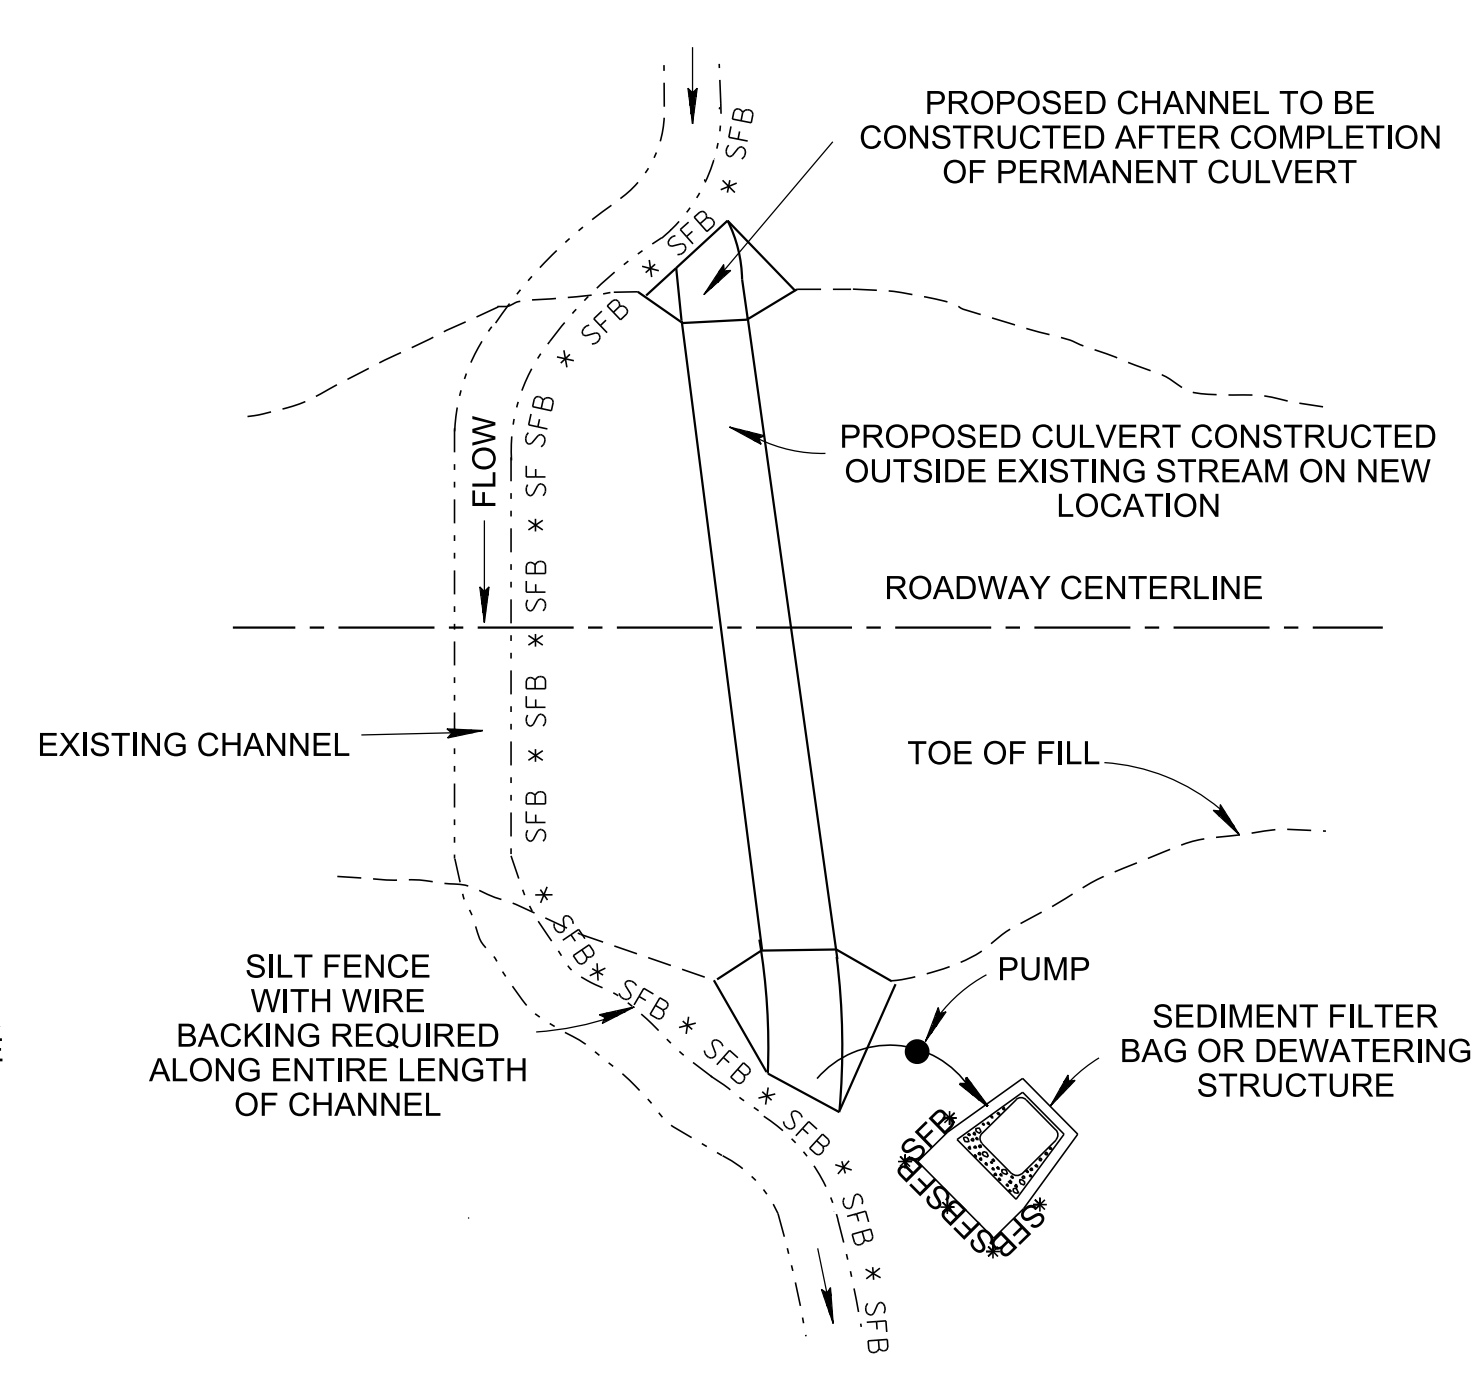 PROPOSED CHANNEL TO BE
CONSTRUCTED AFTER COMPLETION
OF PERMANENT CULVERT
SFB
*
SFB
*
SFB
*
SFB
SF
*
SFB
*
SFB
*
SFB
*
SFB
*
SFB
*
SFB
*
SFB
*
SFB
*
SFB
FLOW
PROPOSED CULVERT CONSTRUCTED
OUTSIDE EXISTING STREAM ON NEW
LOCATION
ROADWAY CENTERLINE
EXISTING CHANNEL
TOE OF FILL
SILT FENCE
WITH WIRE
BACKING REQUIRED
ALONG ENTIRE LENGTH
OF CHANNEL
PUMP
SEDIMENT FILTER
BAG OR DEWATERING
STRUCTURE
*SFB*SFB*SFB*SFB*